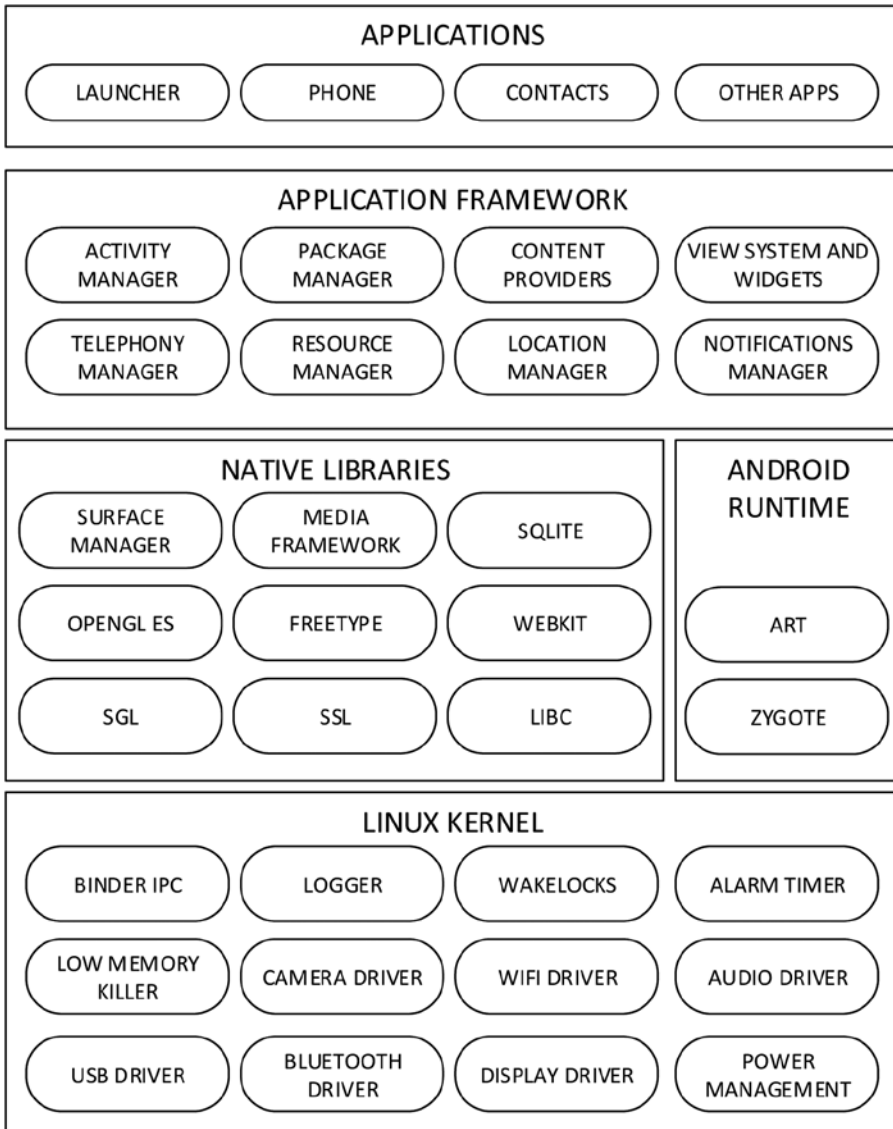 APPLICATIONS
LAUNCHER
PHONE
CONTACTS
OTHER APPS
APPLICATION FRAMEWORK
ACTIVITY
MANAGER
PACKAGE
MANAGER
CONTENT
PROVIDERS
VIEW SYSTEM AND
WIDGETS
TELEPHONY
MANAGER
RESOURCE
MANAGER
LOCATION
MANAGER
NOTIFICATIONS
MANAGER
NATIVE LIBRARIES
SURFACE
MANAGER
MEDIA
FRAMEWORK
SQLITE
OPENGL ES
FREETYPE
WEBKIT
SGL
SSL
LIBC
ANDROID
RUNTIME
ART
ZYGOTE
LINUX KERNEL
BINDER IPC
LOGGER
WAKELOCKS
ALARM TIMER
LOW MEMORY
KILLER
CAMERA DRIVER
WIFI DRIVER
AUDIO DRIVER
USB DRIVER
BLUETOOTH
DRIVER
DISPLAY DRIVER
POWER
MANAGEMENT